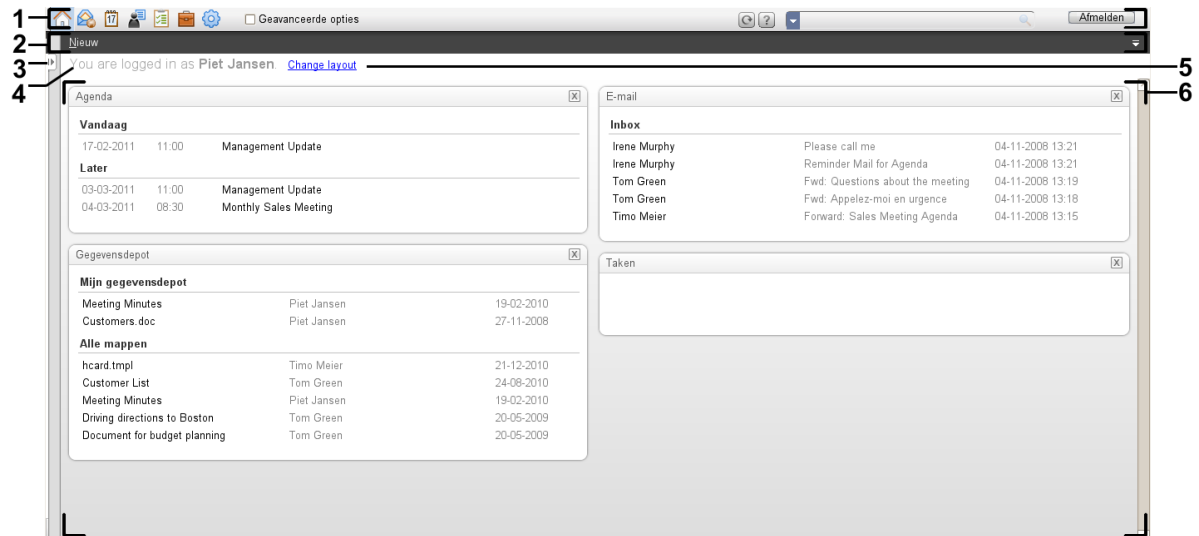 1
17
Geavanceerde opties
?
Afmelden
2
Nieuw
3
4
You are logged in as Piet Jansen. Change layout
5
6
Agenda X
Vandaag
17-02-2011 11:00 Management Update
Later
03-03-2011 11:00 Management Update
04-03-2011 08:30 Monthly Sales Meeting
E-mail X
Inbox
Irene Murphy Please call me 04-11-2008 13:21
Irene Murphy Reminder Mail for Agenda 04-11-2008 13:21
Tom Green Fwd: Questions about the meeting 04-11-2008 13:19
Tom Green Fwd: Appelez-moi en urgence 04-11-2008 13:18
Timo Meier Forward: Sales Meeting Agenda 04-11-2008 13:15
Gegevensdepot X
Mijn gegevensdepot
Meeting Minutes Piet Jansen 19-02-2010
Customers.doc Piet Jansen 27-11-2008
Alle mappen
hcard.tmpl Timo Meier 21-12-2010
Customer List Tom Green 24-08-2010
Meeting Minutes Piet Jansen 19-02-2010
Driving directions to Boston Tom Green 20-05-2009
Document for budget planning Tom Green 20-05-2009
Taken X